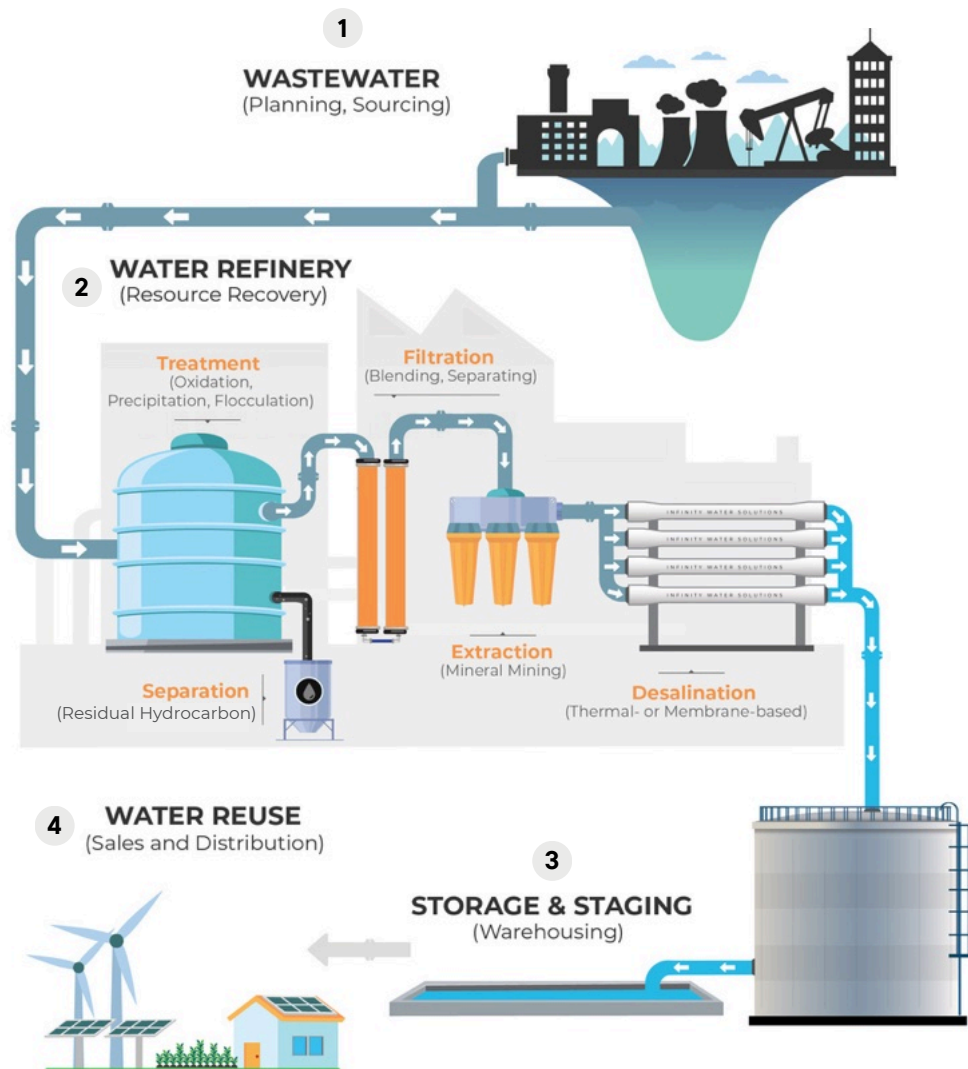 1
WASTEWATER
(Planning, Sourcing)
2
WATER REFINERY
(Resource Recovery)
Treatment
(Oxidation,
Precipitation, Flocculation)
Filtration
(Blending, Separating)
INFINITY WATER SOLUTIONS
INFINITY WATER SOLUTIONS
INFINITY WATER SOLUTIONS
INFINITY WATER SOLUTIONS
Extraction
(Mineral Mining)
Separation
(Residual Hydrocarbon)
Desalination
(Thermal- or Membrane-based)
3
STORAGE & STAGING
(Warehousing)
4
WATER REUSE
(Sales and Distribution)